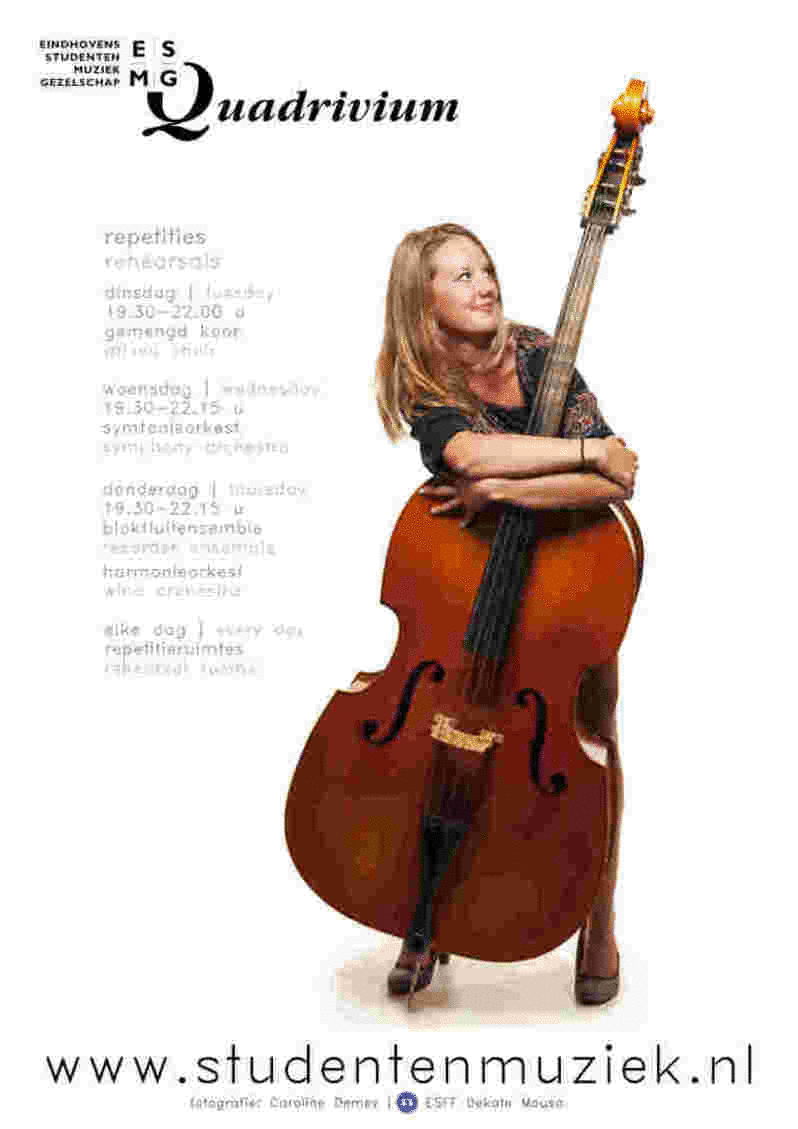 EINDHOVENS
STUDENTEN
MUZIEK
GEZELSCHAP
E S
M G
Quadrivium
repetities
rehearsals
dinsdag | tuesday
19.30-22.00 u
gemengd koor
mixed choir
woensdag | wednesday
19.30-22.15 u
symfonieorkest
symphony orchestra
donderdag | thursday
19.30-22.15 u
blokfluitensemble
recorder ensemble
harmonieorkest
wind orchestra
elke dag | every day
repetitieruimtes
rehearsal rooms
www.studentenmuziek.nl
fotografie: Caroline | ESFF Dekate Mousa